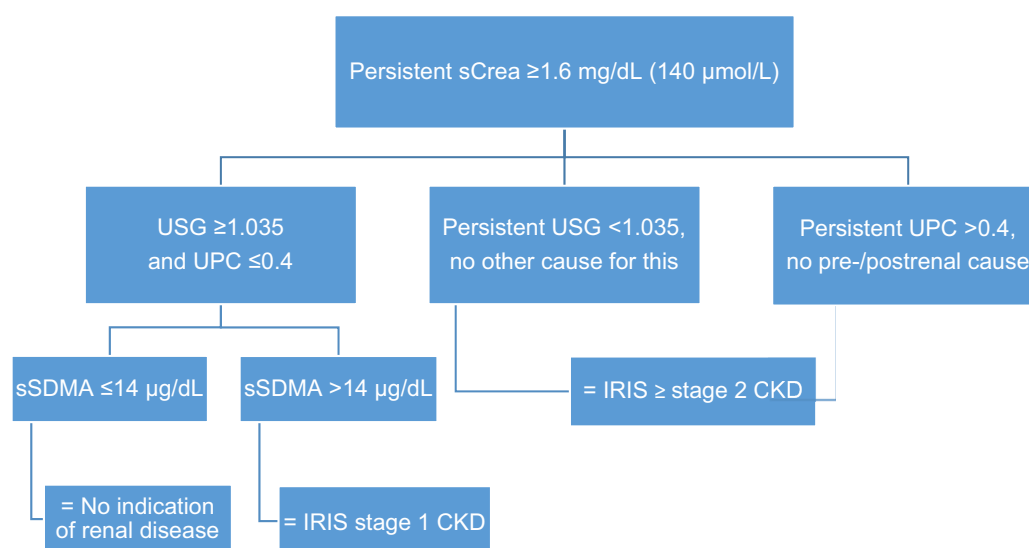 Persistent sCrea ≥1.6 mg/dL (140 µmol/L)
USG ≥1.035
and UPC ≤0.4
Persistent USG <1.035,
no other cause for this
Persistent UPC >0.4,
no pre-/postrenal cause
sSDMA ≤14 µg/dL
sSDMA >14 µg/dL
= IRIS ≥ stage 2 CKD
= No indication
of renal disease
= IRIS stage 1 CKD